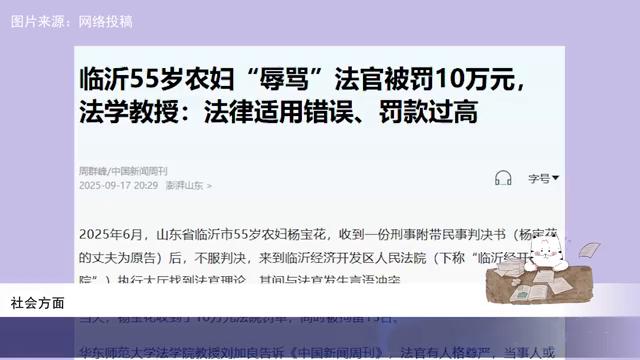 图片来源：网络投稿
临沂55岁农妇“辱骂”法官被罚10万元，
法学教授：法律适用错误、罚款过高
周群峰/中国新闻周刊
2025-09-17 20:29 澎湃山东 >
字号
2025年6月，山东省临沂市55岁农妇杨宝花，收到一份刑事附带民事判决书（杨宝花
的丈夫为原告）后，不服判决，来到临沂经济开发区人民法院（下称“临沂经开
院”）执行大厅找到法官理论，其间与法官发生言语冲突。
社会方面
当天，杨宝花收到了10万元法院罚单，同时被拘留15日。
华东师范大学法学院教授刘加良告诉《中国新闻周刊》，法官有人格尊严，当事人或